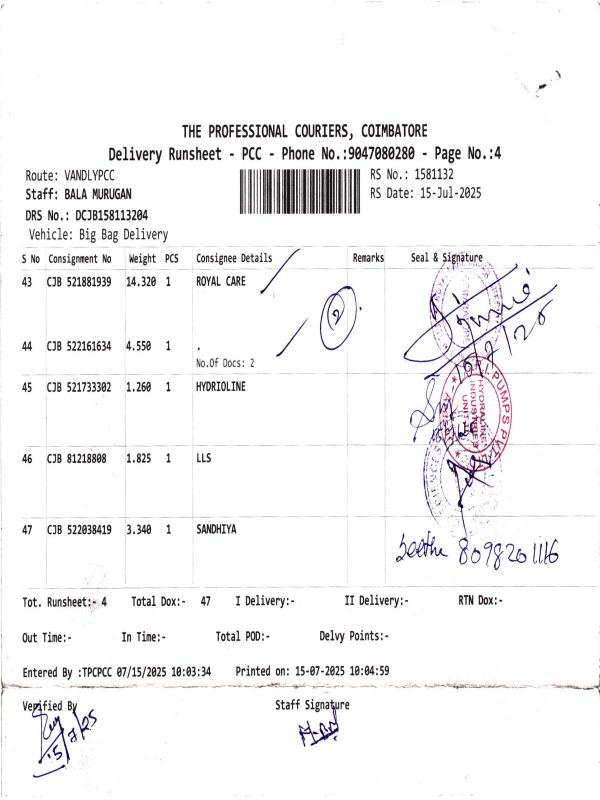 THE PROFESSIONAL COURIERS, COIMBATORE
Delivery Runsheet - PCC - Phone No.:9047080280 - Page No.:4
Route: VANDLYPCC
RS No.: 1581132
Staff: BALA MURUGAN
RS Date: 15-Jul-2025
DRS No.: DCJB158113204
Vehicle: Big Bag Delivery
S No Consignment No Weight PCS Consignee Details Remarks Seal & Signature
43 CJB 521881939 14.320 1 ROYAL CARE
2
44 CJB 522161634 4.550 1 .
No.Of Docs: 2
45 CJB 521733302 1.260 1 HYDRIOLINE
46 CJB 81218808 1.825 1 LLS
47 CJB 522038419 3.340 1 SANDHIYA
Seetha 8098201116
Tot. Runsheet:- 4 Total Dox:- 47 I Delivery:- II Delivery:- RTN Dox:-
Out Time:- In Time:- Total POD:- Delvy Points:-
Entered By :TPCPCC 07/15/2025 10:03:34 Printed on: 15-07-2025 10:04:59
Verified By Staff Signature
15/7/25